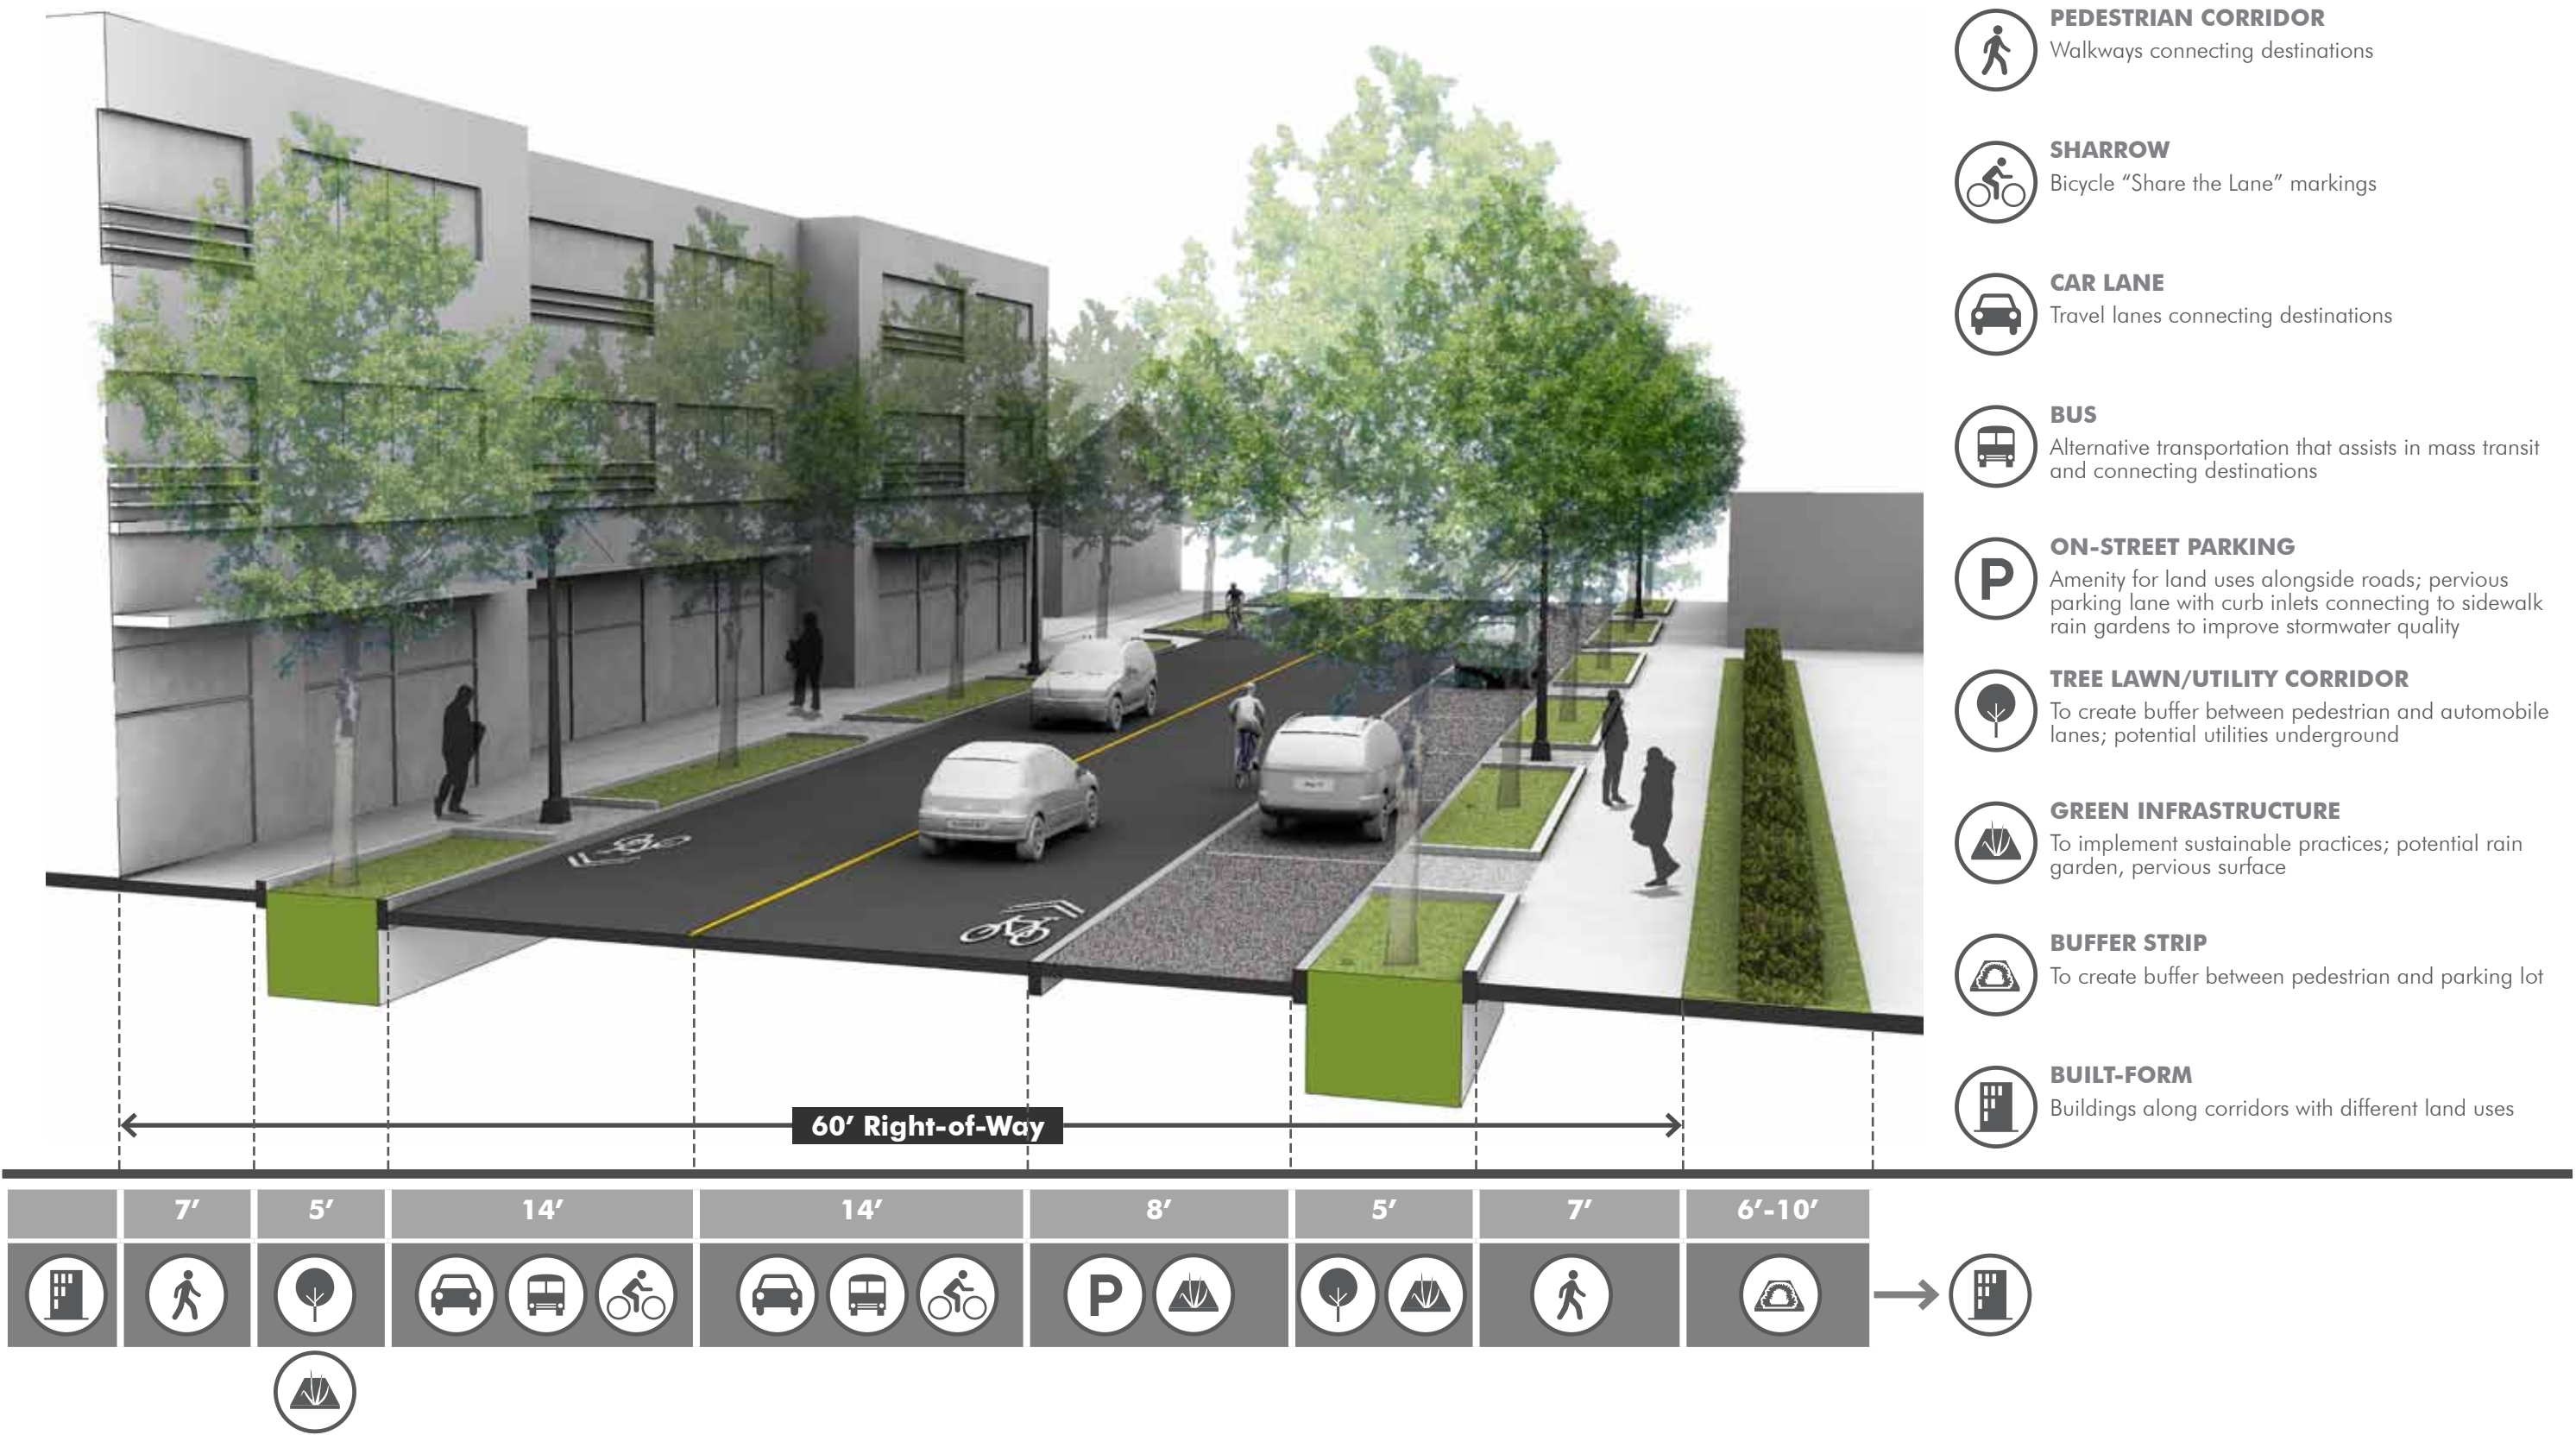 PEDESTRIAN CORRIDOR
Walkways connecting destinations
SHARROW
Bicycle “Share the Lane” markings
CAR LANE
Travel lanes connecting destinations
BUS
Alternative transportation that assists in mass transit
and connecting destinations
P
ON-STREET PARKING
Amenity for land uses alongside roads; pervious
parking lane with curb inlets connecting to sidewalk
rain gardens to improve stormwater quality
TREE LAWN/UTILITY CORRIDOR
To create buffer between pedestrian and automobile
lanes; potential utilities underground
GREEN INFRASTRUCTURE
To implement sustainable practices; potential rain
garden, pervious surface
BUFFER STRIP
To create buffer between pedestrian and parking lot
BUILT-FORM
Buildings along corridors with different land uses
60’ Right-of-Way
7’ 5’ 14’ 14’ 8’ 5’ 7’ 6’-10’
P